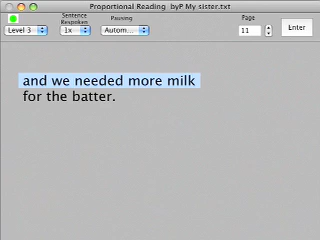 Proportional Reading byP My sister.txt
Sentence
Respoken
Pausing
Page
Level 3
1x
Autom...
11
Enter
and we needed more milk
for the batter.